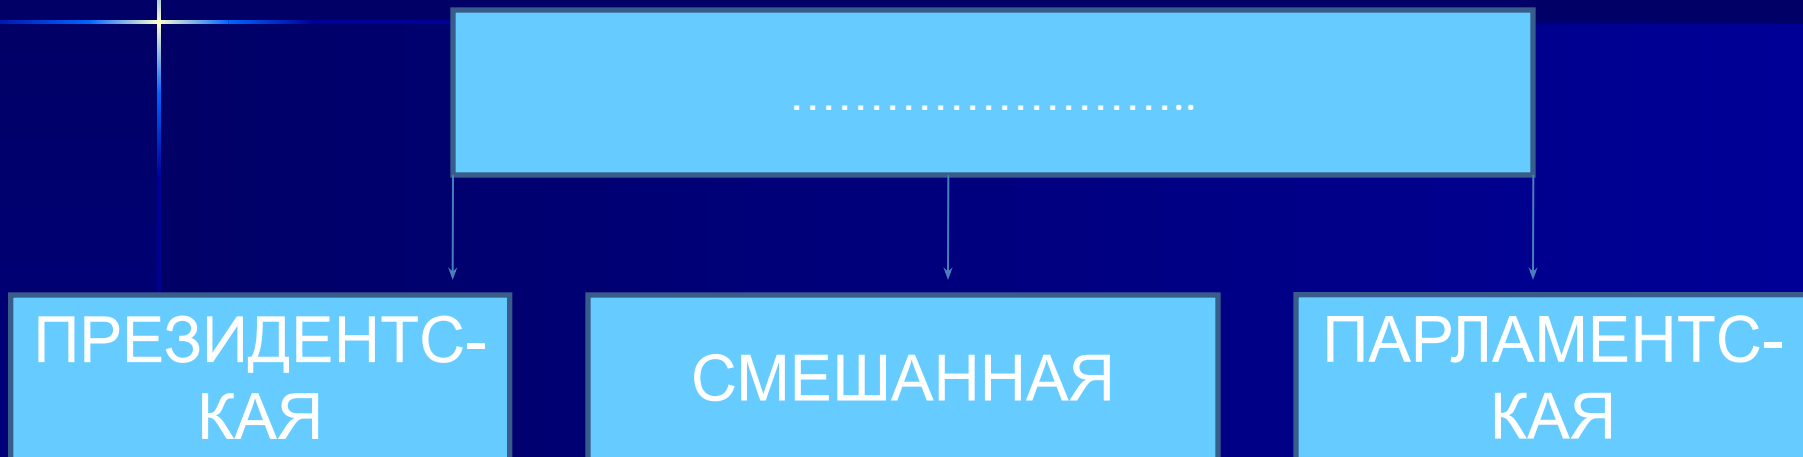 ………………………..
ПРЕЗИДЕНТС-
КАЯ
СМЕШАННАЯ
ПАРЛАМЕНТС-
КАЯ